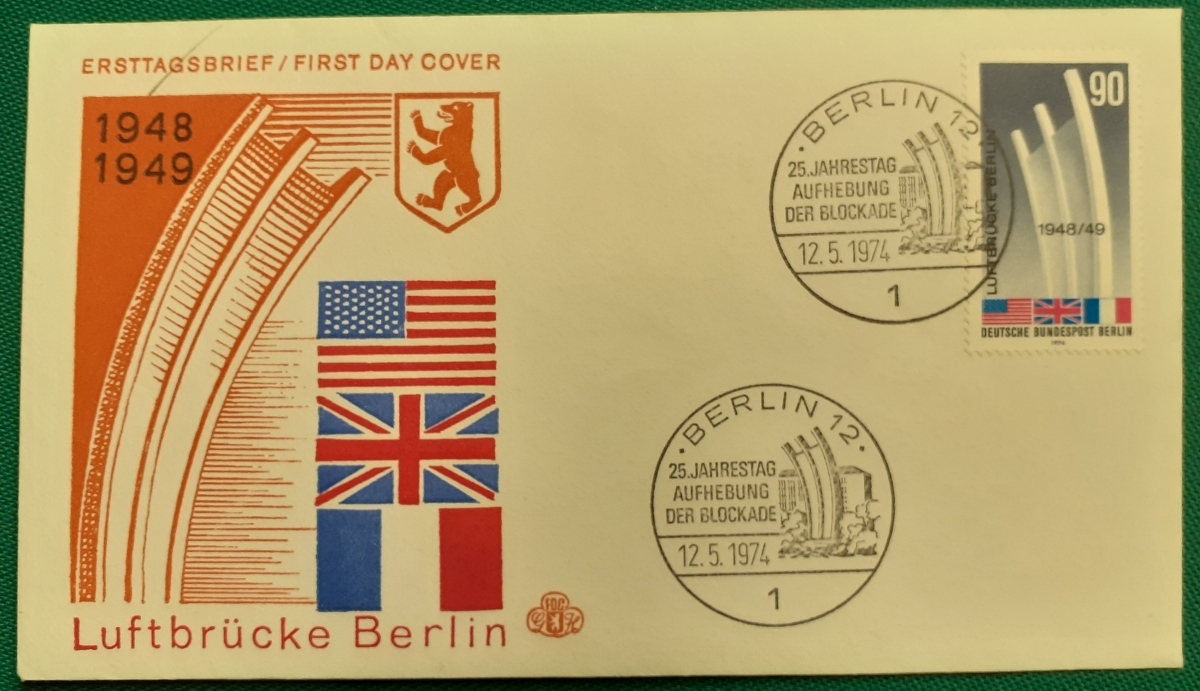 ERSTTAGSBRIEF / FIRST DAY COVER
1948
1949
Luftbrücke Berlin
FDC
BERLIN 12
25. JAHRESTAG
AUFHEBUNG
DER BLOCKADE
12. 5. 1974
1
90
LUFTBRÜCKE BERLIN
1948/49
DEUTSCHE BUNDESPOST BERLIN
1974
BERLIN 12
25. JAHRESTAG
AUFHEBUNG
DER BLOCKADE
12. 5. 1974
1